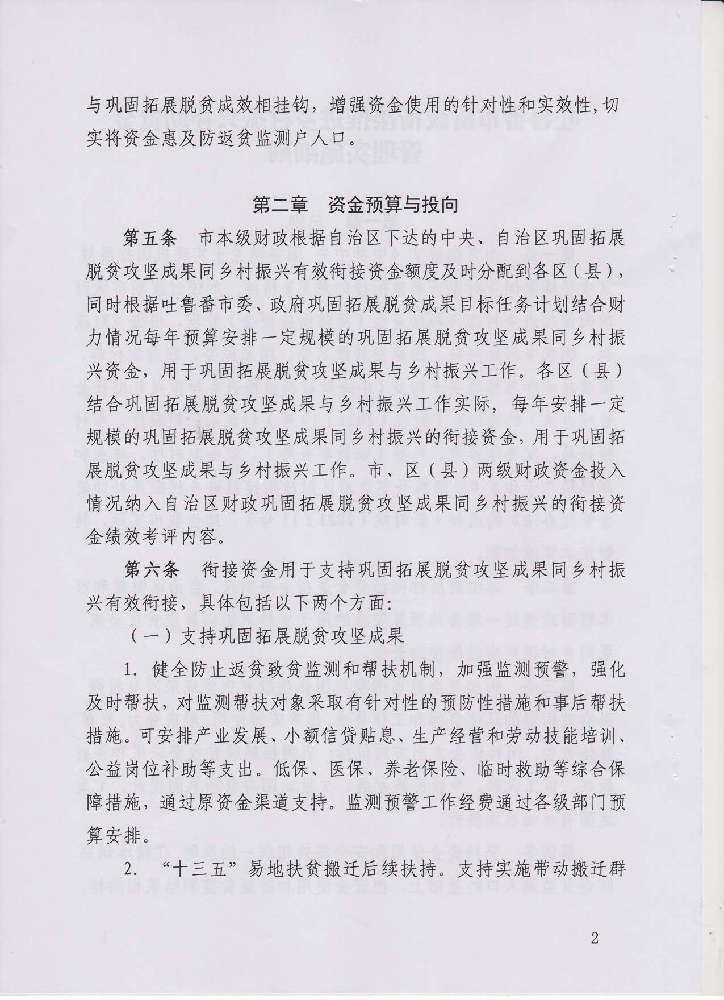 与巩固拓展脱贫成效相挂钩，增强资金使用的针对性和实效性,切
实将资金惠及防返贫监测户人口。
第二章　资金预算与投向
第五条　市本级财政根据自治区下达的中央、自治区巩固拓展
脱贫攻坚成果同乡村振兴有效衔接资金额度及时分配到各区（县），
同时根据吐鲁番市委、政府巩固拓展脱贫成果目标任务计划结合财
力情况每年预算安排一定规模的巩固拓展脱贫攻坚成果同乡村振
兴资金，用于巩固拓展脱贫攻坚成果与乡村振兴工作。各区（县）
结合巩固拓展脱贫攻坚成果与乡村振兴工作实际，每年安排一定
规模的巩固拓展脱贫攻坚成果同乡村振兴的衔接资金，用于巩固拓
展脱贫攻坚成果与乡村振兴工作。市、区（县）两级财政资金投入
情况纳入自治区财政巩固拓展脱贫攻坚成果同乡村振兴的衔接资
金绩效考评内容。
第六条　衔接资金用于支持巩固拓展脱贫攻坚成果同乡村振
兴有效衔接，具体包括以下两个方面：
（一）支持巩固拓展脱贫攻坚成果
1. 健全防止返贫致贫监测和帮扶机制，加强监测预警，强化
及时帮扶，对监测帮扶对象采取有针对性的预防性措施和事后帮扶
措施。可安排产业发展、小额信贷贴息、生产经营和劳动技能培训、
公益岗位补助等支出。低保、医保、养老保险、临时救助等综合保
障措施，通过原资金渠道支持。监测预警工作经费通过各级部门预
算安排。
2. “十三五”易地扶贫搬迁后续扶持。支持实施带动搬迁群
2